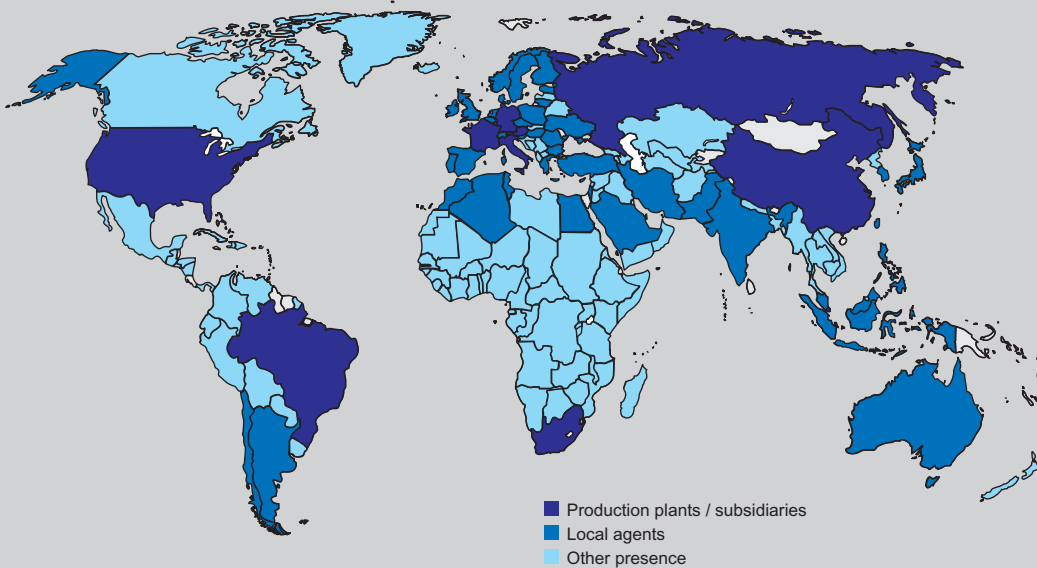 Production plants / subsidiaries
Local agents
Other presence